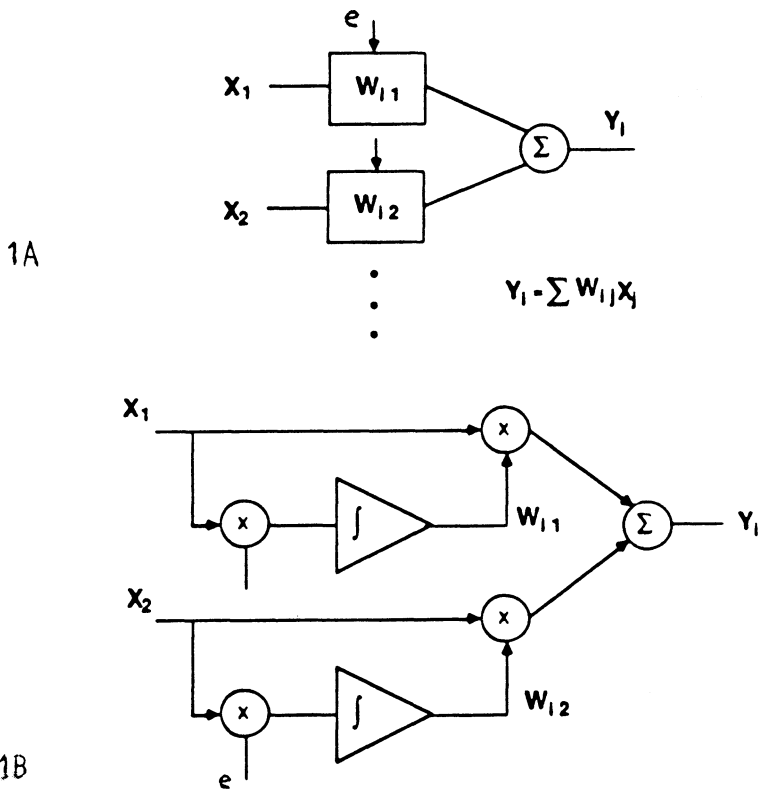 e
X₁ W₁₁
Σ Y₁
X₂ W₁₂
1A
Y₁ = Σ W₁ⱼXⱼ
X₁ x
x ∫ W₁₁
Σ Y₁
X₂ x
x ∫ W₁₂
e
1B